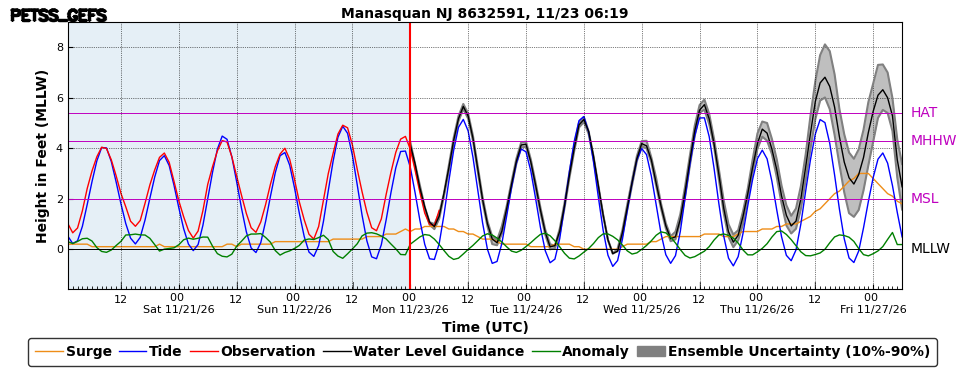 PETSS_GEFS
Manasquan NJ 8632591, 11/23 06:19
Height in Feet (MLLW)
8
6
4
2
0
HAT
MHHW
MSL
MLLW
12 00 12 00 12 00 12 00 12 00 12 00 12 00
Sat 11/21/26 Sun 11/22/26 Mon 11/23/26 Tue 11/24/26 Wed 11/25/26 Thu 11/26/26 Fri 11/27/26
Time (UTC)
Surge Tide Observation Water Level Guidance Anomaly Ensemble Uncertainty (10%-90%)